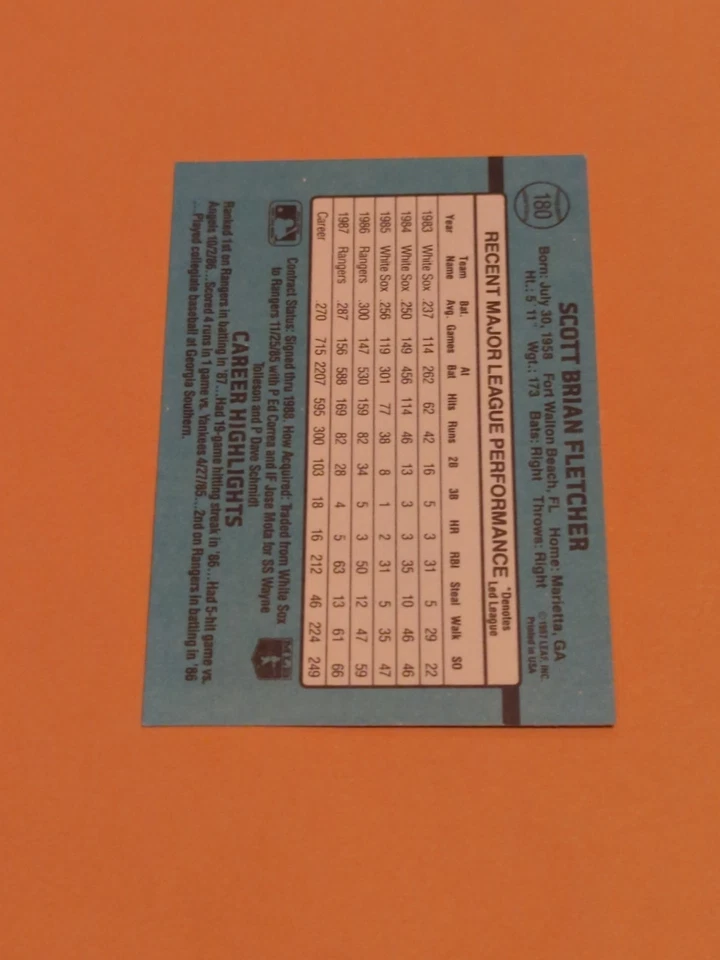 180
SCOTT BRIAN FLETCHER
Born: July 30, 1958 Fort Walton Beach, FL Home: Marietta, GA
Ht.: 5'11" Wgt.: 173 Bats: Right Throws: Right
© 1987 LEAF, INC.
Printed in USA
RECENT MAJOR LEAGUE PERFORMANCE *Denotes Led League
Year Team Name Bat. Avg. Games At Bat Hits Runs 2B 3B HR RBI Steal Walk SO
1983 White Sox .237 114 262 62 42 16 5 3 31 5 29 22
1984 White Sox .250 149 456 114 46 13 3 3 35 10 46 46
1985 White Sox .256 119 301 77 38 8 1 2 31 5 35 47
1986 Rangers .300 147 530 159 82 34 5 3 50 12 47 59
1987 Rangers .287 156 588 169 82 28 4 5 63 13 61 66
Career .270 715 2207 595 300 103 18 16 212 46 224 249
Contract Status: Signed thru 1988. How Acquired: Traded from White Sox
to Rangers 11/25/85 with P Ed Correa and IF Jose Mota for SS Wayne
Tolleson and P Dave Schmidt
MLB
CAREER HIGHLIGHTS
Ranked 1st on Rangers in batting in '87...Had 19-game hitting streak in '86...Had 5-hit game vs.
Angels 10/2/86...Scored 4 runs in 1 game vs. Yankees 4/27/85...2nd on Rangers in batting in '86
...Played collegiate baseball at Georgia Southern.